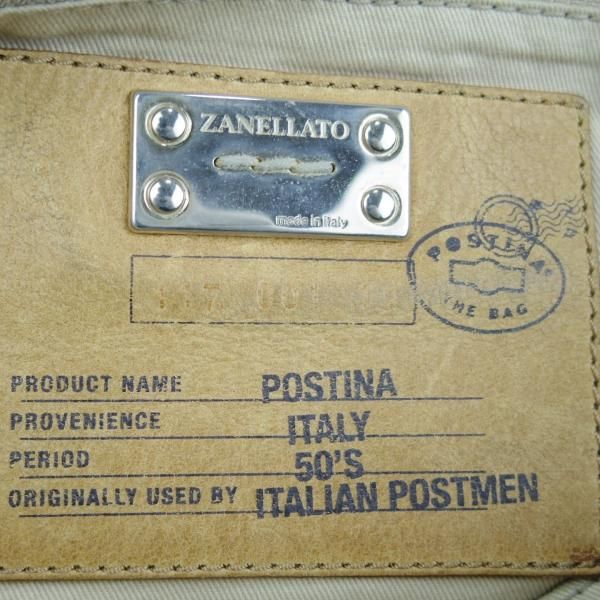 ZANELLATO
made in Italy
POSTINA®
THE BAG
PRODUCT NAME POSTINA
PROVENIENCE ITALY
PERIOD 50'S
ORIGINALLY USED BY ITALIAN POSTMEN